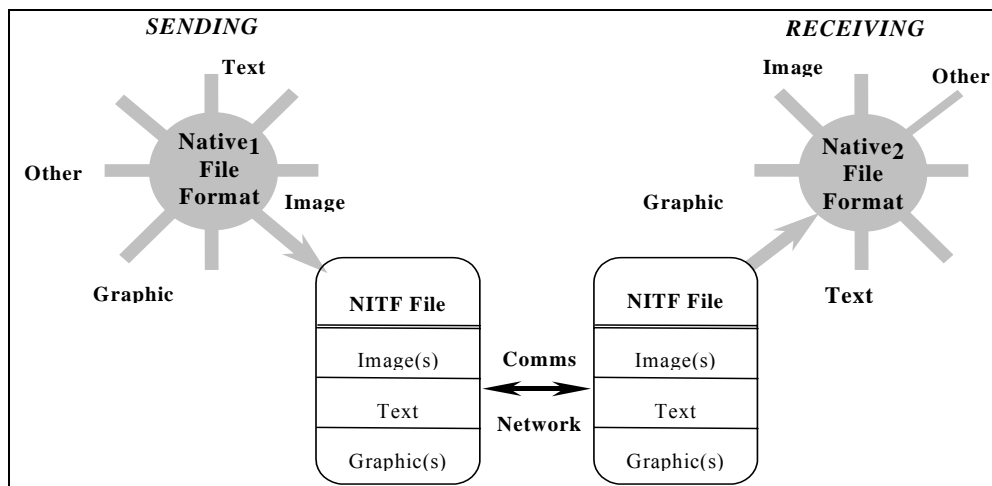 SENDING
RECEIVING
Text
Native1
File
Format
Other
Image
Graphic
Image
Other
Native2
File
Format
Graphic
Text
NITF File
Image(s)
Text
Graphic(s)
Comms
Network
NITF File
Image(s)
Text
Graphic(s)